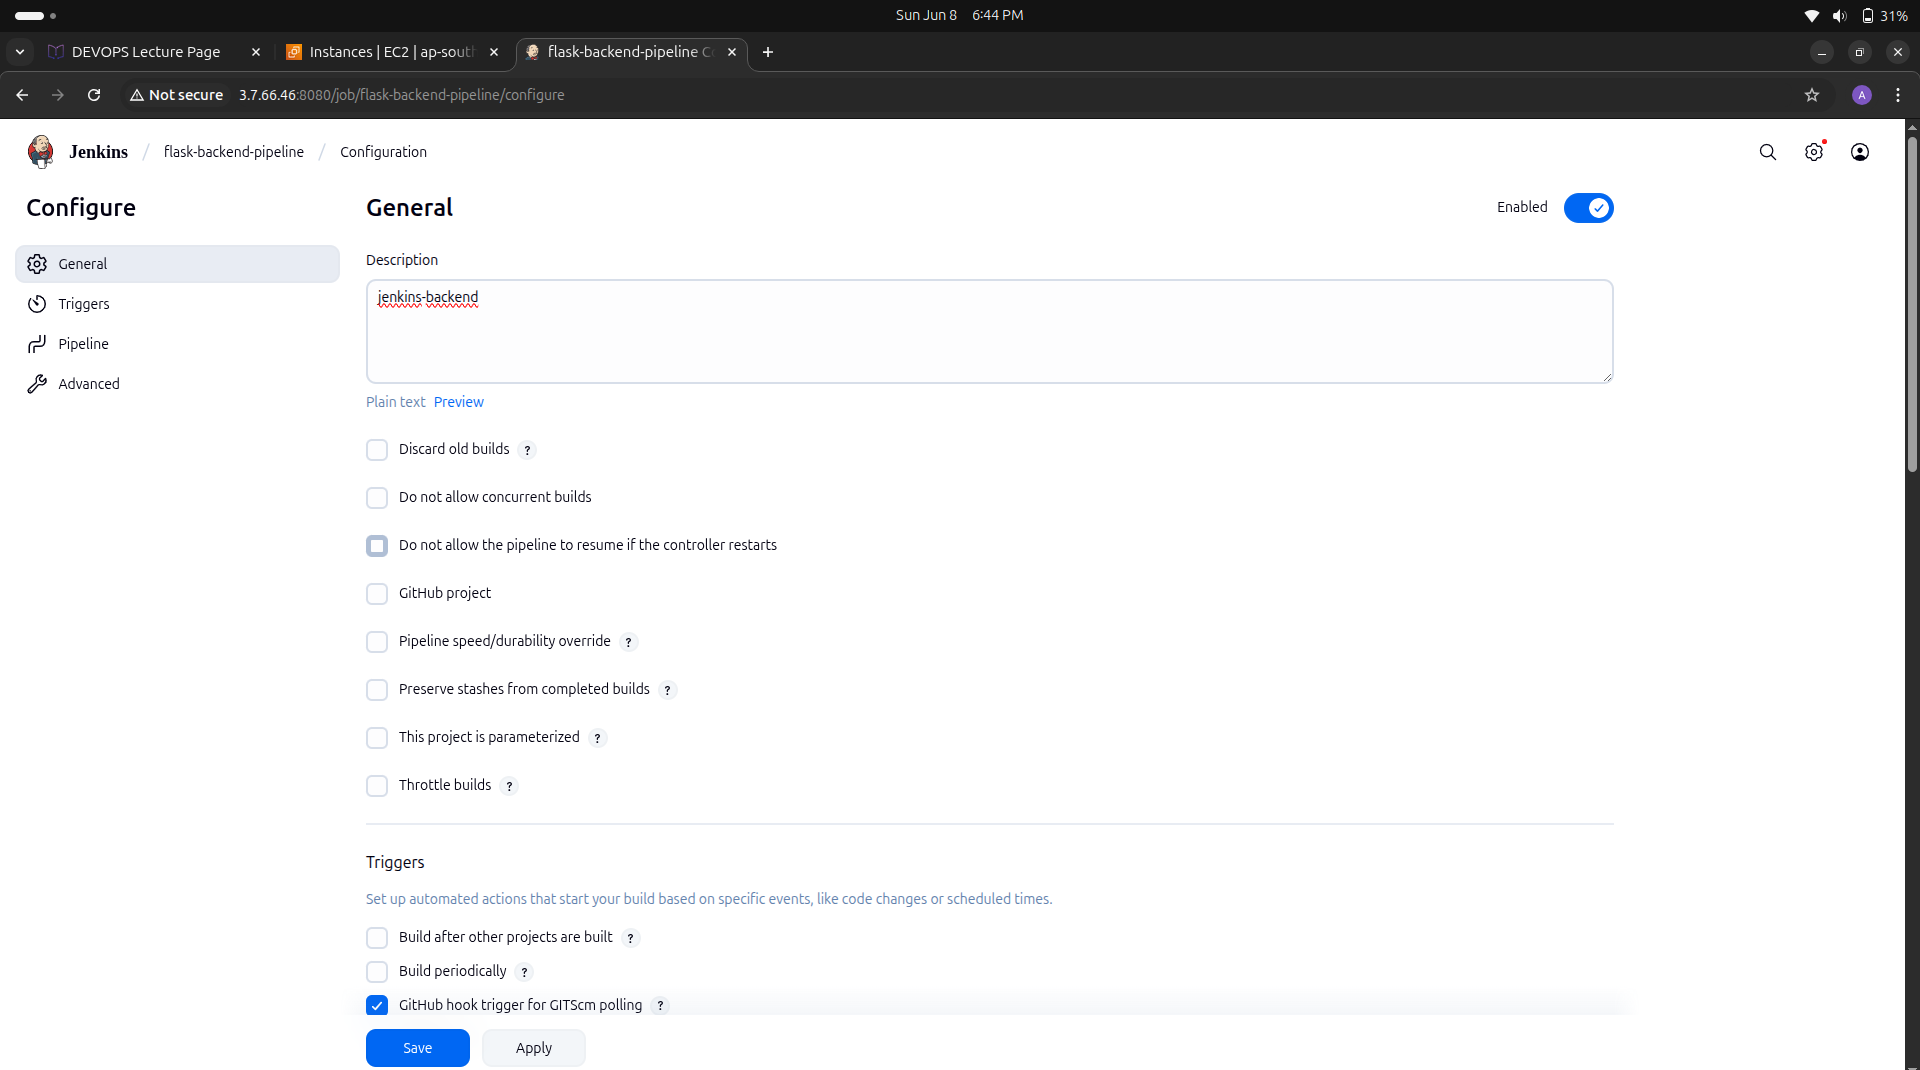 Sun Jun 8 6:44 PM
31%
DEVOPS Lecture Page
Instances | EC2 | ap-sout
flask-backend-pipeline C
Not secure
3.7.66.46:8080/job/flask-backend-pipeline/configure
A
Jenkins / flask-backend-pipeline / Configuration
Configure
General
Triggers
Pipeline
Advanced
General
Enabled
Description
jenkins-backend
Plain text Preview
Discard old builds ?
Do not allow concurrent builds
Do not allow the pipeline to resume if the controller restarts
GitHub project
Pipeline speed/durability override ?
Preserve stashes from completed builds ?
This project is parameterized ?
Throttle builds ?
Triggers
Set up automated actions that start your build based on specific events, like code changes or scheduled times.
Build after other projects are built ?
Build periodically ?
GitHub hook trigger for GITScm polling ?
Save
Apply